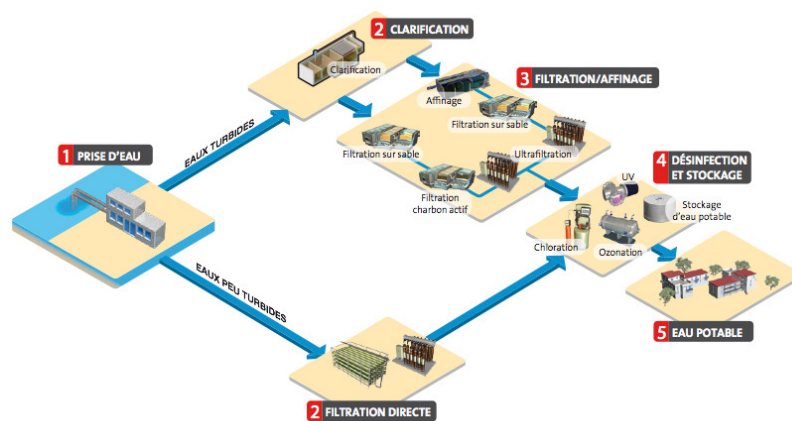 2 CLARIFICATION
Clarification
3 FILTRATION/AFFINAGE
Affinage
Filtration sur sable
EAUX TURBIDES
1 PRISE D'EAU
Filtration sur sable
Ultrafiltration
4 DÉSINFECTION
ET STOCKAGE
UV
Filtration
charbon actif
Stockage
d'eau potable
Chloration
Ozonation
EAUX PEU TURBIDES
5 EAU POTABLE
2 FILTRATION DIRECTE